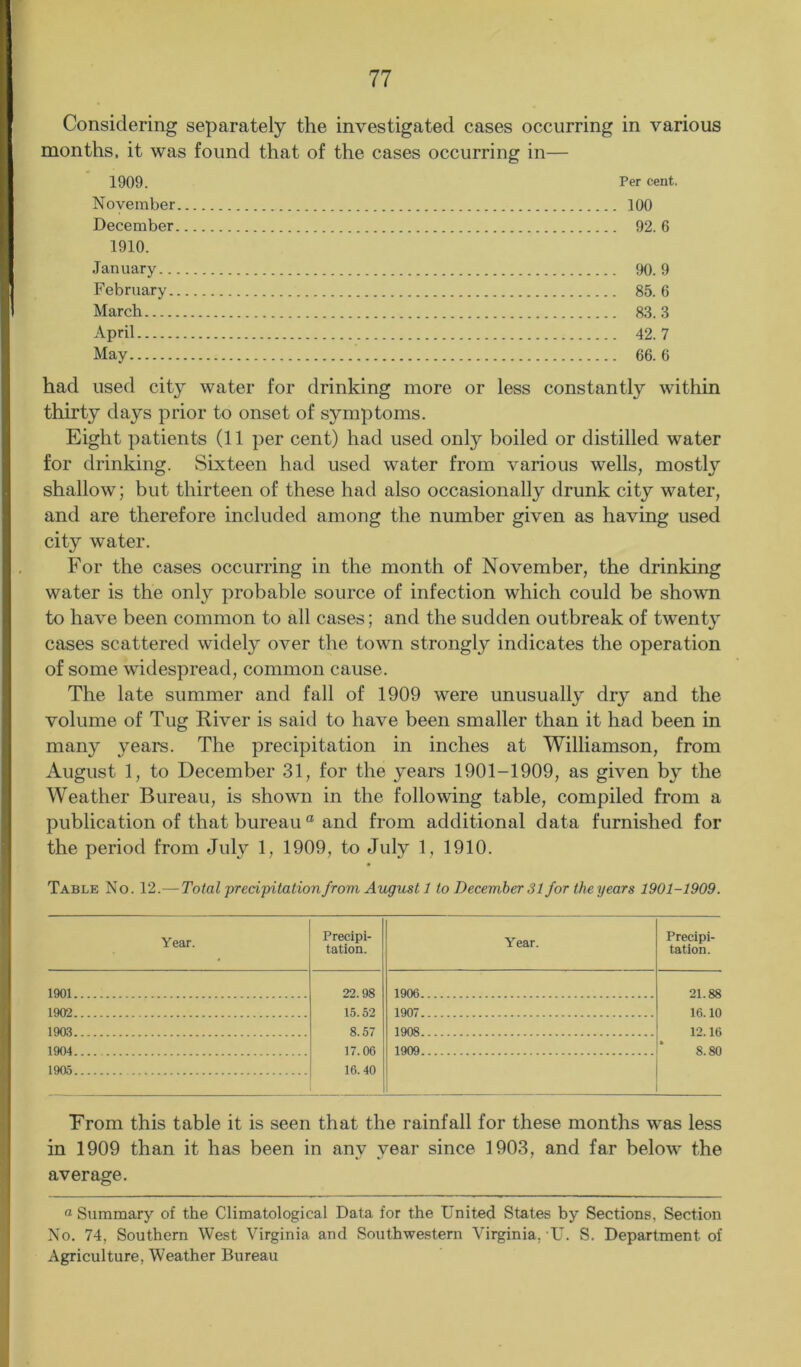 77
Considering separately the investigated cases occurring in various
months, it was found that of the cases occurring in—
1909. Per cent.
November.......... 100
December.......... 92. 6
1910.
January.......... 90. 9
February.......... 85. 6
March.......... 83. 3
April.......... 42. 7
May.......... 66. 6
had used city water for drinking more or less constantly within
thirty days prior to onset of symptoms.
Eight patients (11 per cent) had used only boiled or distilled water
for drinking. Sixteen had used water from various wells, mostly
shallow; but thirteen of these had also occasionally drunk city water,
and are therefore included among the number given as having used
city water.
For the cases occurring in the month of November, the drinking
water is the only probable source of infection which could be shown
to have been common to all cases; and the sudden outbreak of twenty
cases scattered widely over the town strongly indicates the operation
of some widespread, common cause.
The late summer and fall of 1909 were unusually dry and the
volume of Tug River is said to have been smaller than it had been in
many years. The precipitation in inches at Williamson, from
August 1, to December 31, for the years 1901–1909, as given by the
Weather Bureau, is shown in the following table, compiled from a
publication of that bureau a and from additional data furnished for
the period from July 1, 1909, to July 1, 1910.
Table No. 12.—Total precipitation from August 1 to December 31 for the years 1901–1909.
Year. Precipi-tation. Year. Precipi-tation.
1901.......... 22.98 1906.......... 21.88
1902.......... 15.52 1907.......... 16.10
1903.......... 8.57 1908.......... 12.16
1904.......... 17.06 1909.......... 8.80
1905.......... 16.40
From this table it is seen that the rainfall for these months was less
in 1909 than it has been in any year since 1903, and far below the
average.
a Summary of the Climatological Data for the United States by Sections, Section
No. 74, Southern West Virginia and Southwestern Virginia, U. S. Department of
Agriculture, Weather Bureau